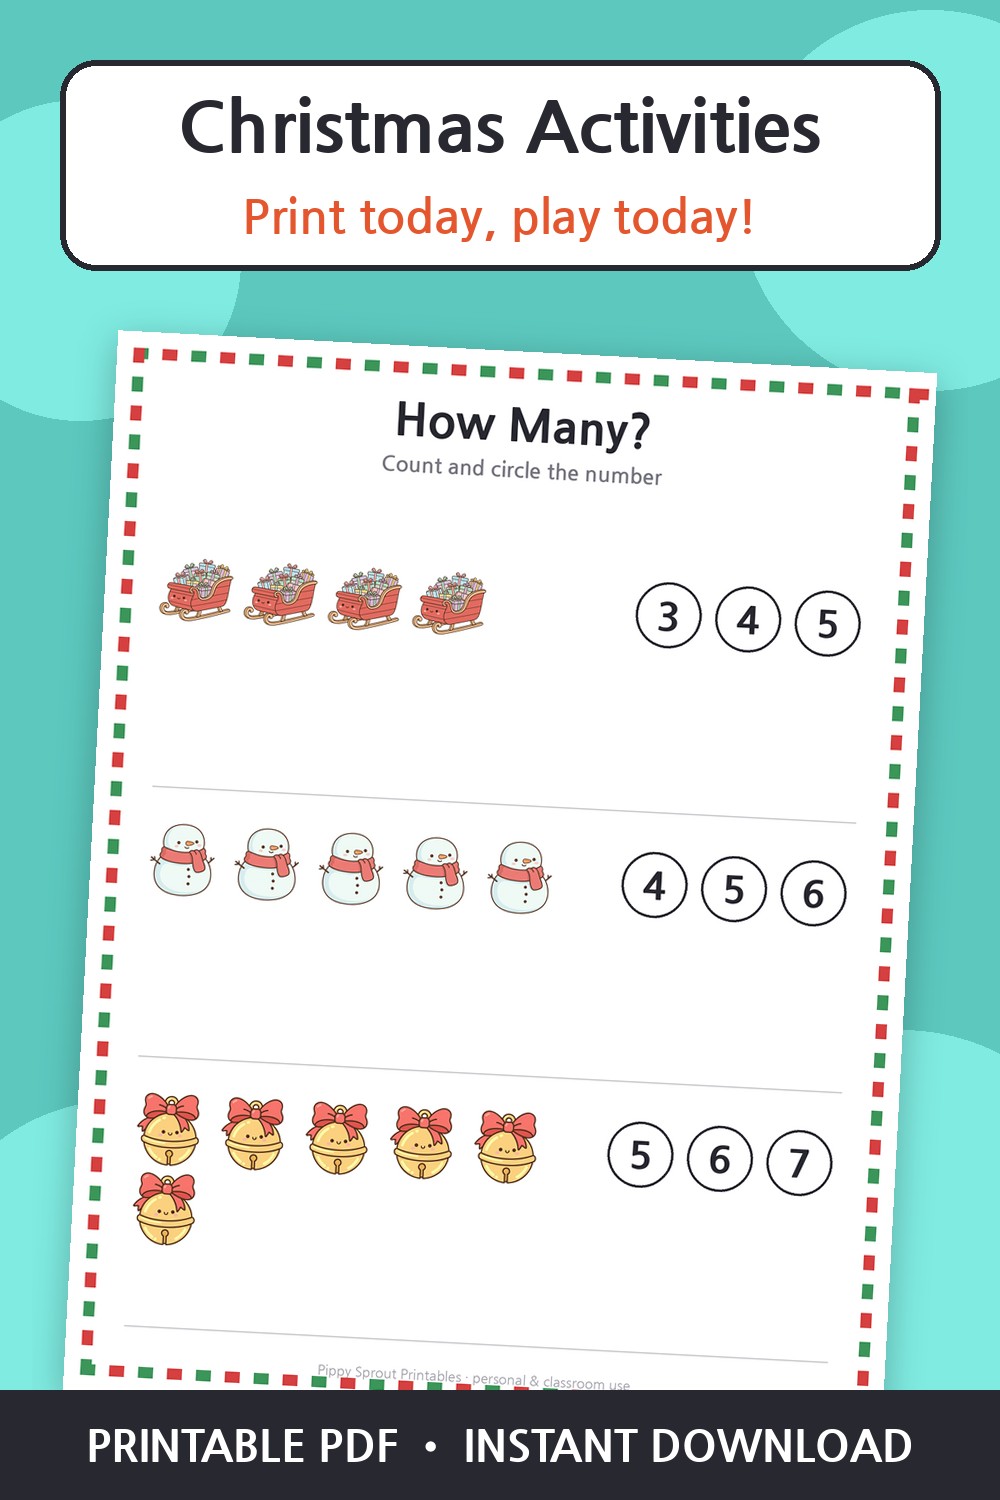 Christmas Activities
Print today, play today!
How Many?
Count and circle the number
3 4 5
4 5 6
5 6 7
Pippy Sprout Printables · personal & classroom use
PRINTABLE PDF • INSTANT DOWNLOAD